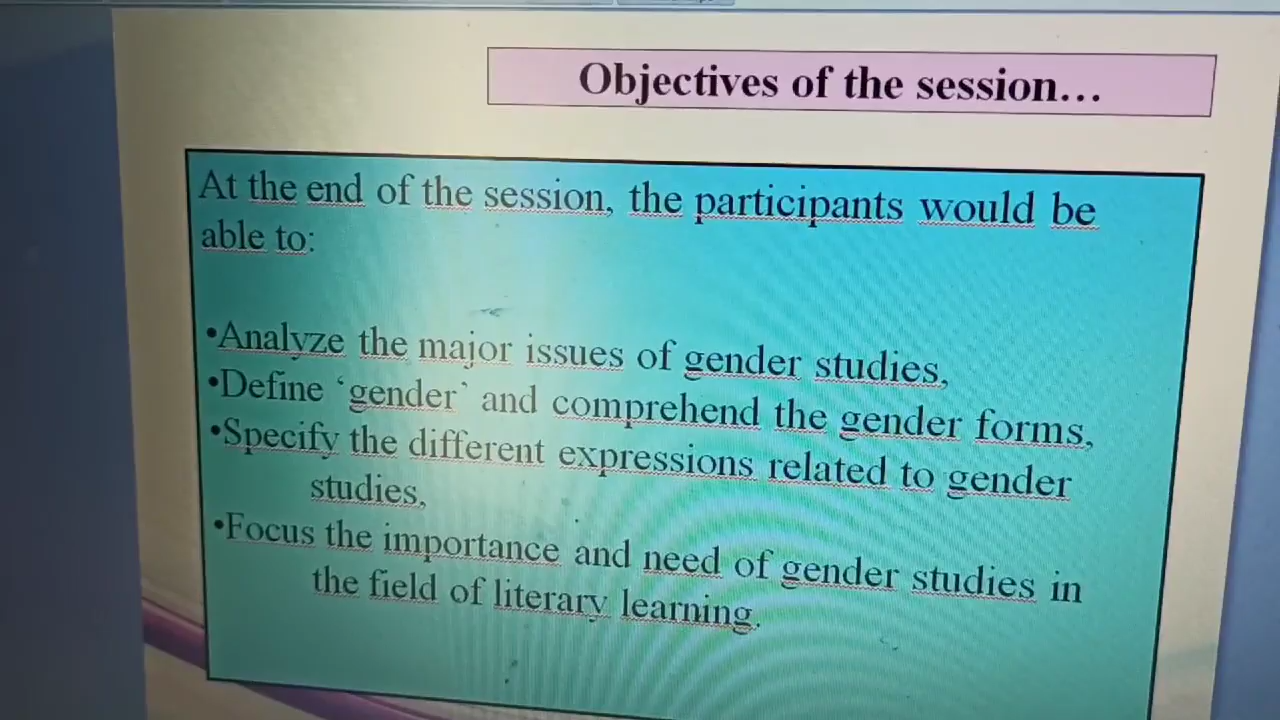 Objectives of the session…
At the end of the session, the participants would be
able to:
•Analyze the major issues of gender studies,
•Define ‘gender` and comprehend the gender forms,
•Specify the different expressions related to gender
studies,
•Focus the importance and need of gender studies in
the field of literary learning.